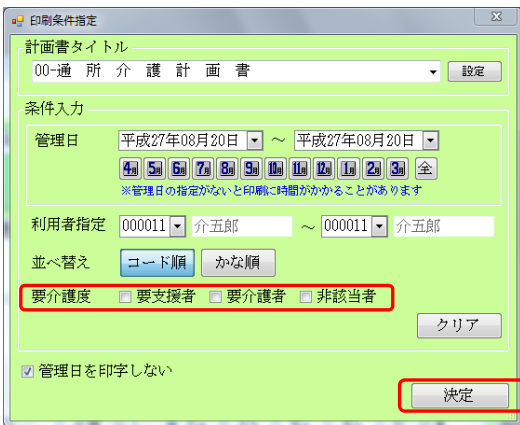 印刷条件指定
計画書タイトル
00-通 所 介 護 計 画 書
設定
条件入力
管理日 平成27年08月20日 ~ 平成27年08月20日
4月 5月 6月 7月 8月 9月 10月 11月 12月 1月 2月 3月 全
※管理日の指定がないと印刷に時間がかかることがあります
利用者指定 000011 介五郎 ~ 000011 介五郎
並べ替え コード順 かな順
要介護度 要支援者 要介護者 非該当者
クリア
管理日を印字しない
決定